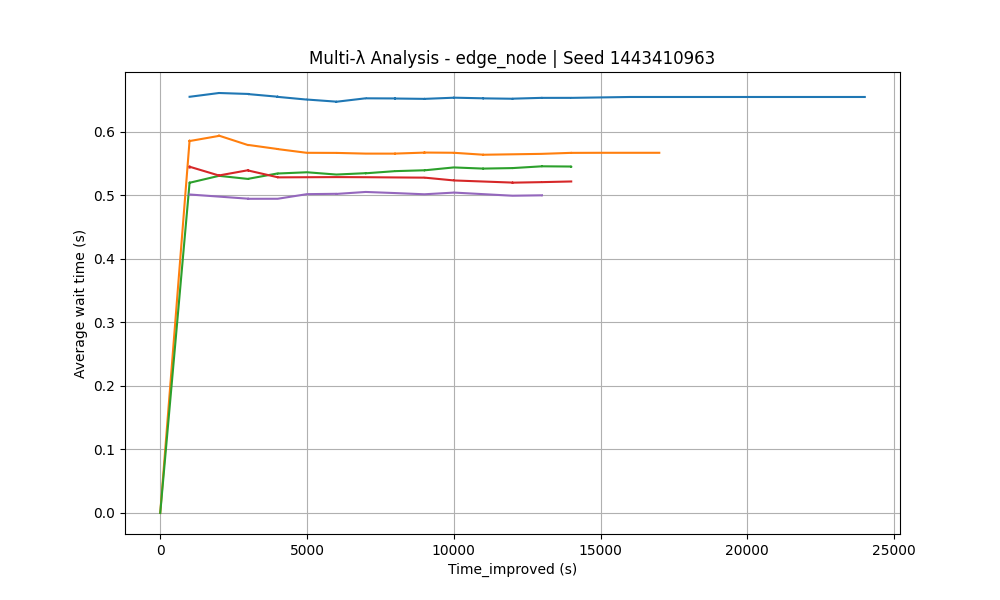 Multi-λ Analysis - edge_node | Seed 1443410963
Average wait time (s)
0.6
0.5
0.4
0.3
0.2
0.1
0.0
0 5000 10000 15000 20000 25000
Time_improved (s)